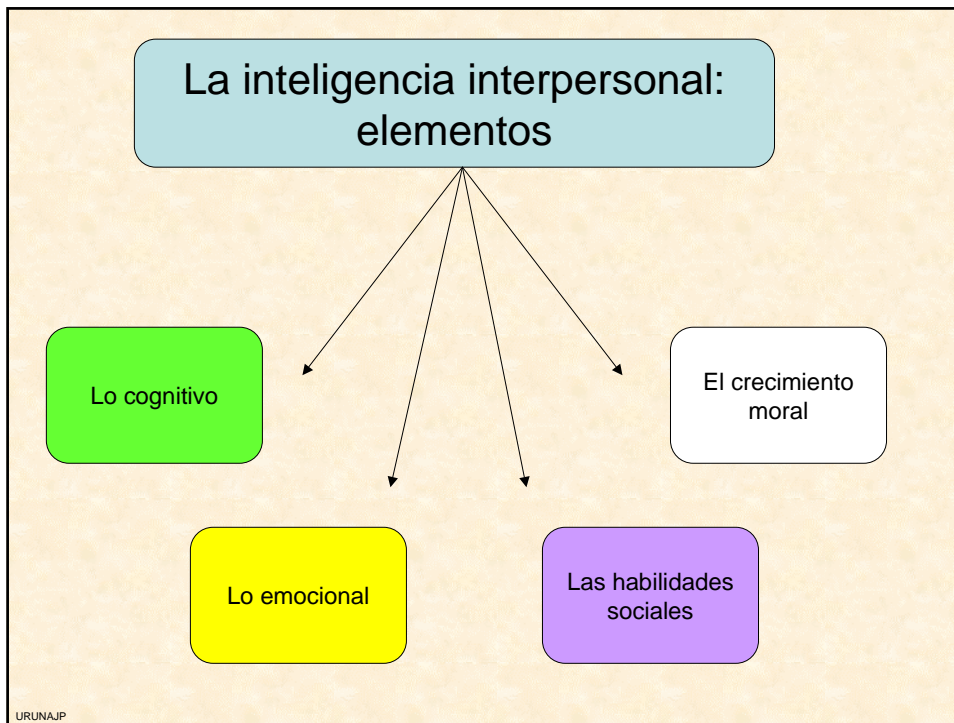 La inteligencia interpersonal:
elementos
Lo cognitivo
El crecimiento
moral
Lo emocional
Las habilidades
sociales
URUNAJP